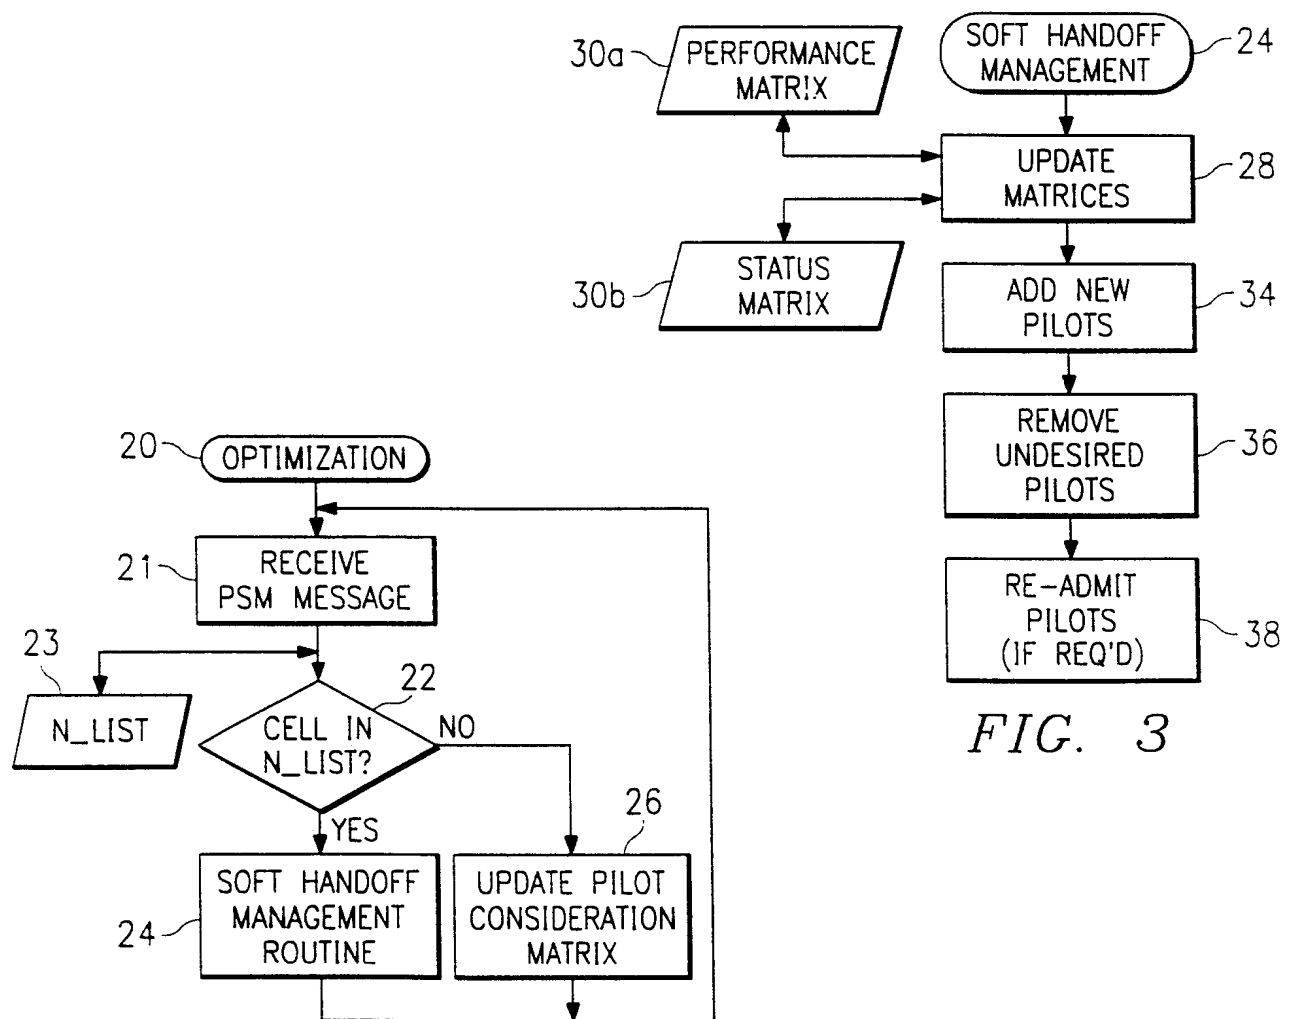 30a
PERFORMANCE
MATRIX
SOFT HANDOFF
MANAGEMENT
24
UPDATE
MATRICES
28
30b
STATUS
MATRIX
ADD NEW
PILOTS
34
REMOVE
UNDESIRED
PILOTS
36
RE-ADMIT
PILOTS
(IF REQ'D)
38
FIG. 3
20
OPTIMIZATION
21
RECEIVE
PSM MESSAGE
23
N_LIST
22
CELL IN
N_LIST?
NO
YES
26
24
SOFT HANDOFF
MANAGEMENT
ROUTINE
UPDATE PILOT
CONSIDERATION
MATRIX